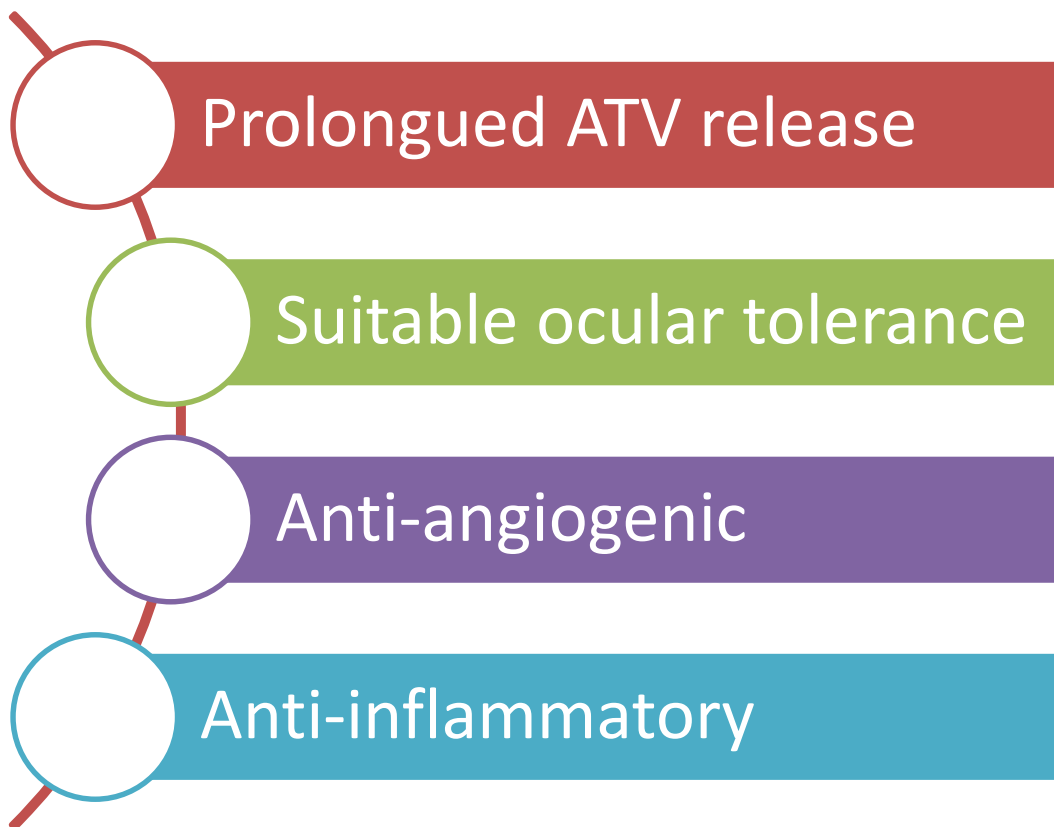 Prolongued ATV release
Suitable ocular tolerance
Anti-angiogenic
Anti-inflammatory